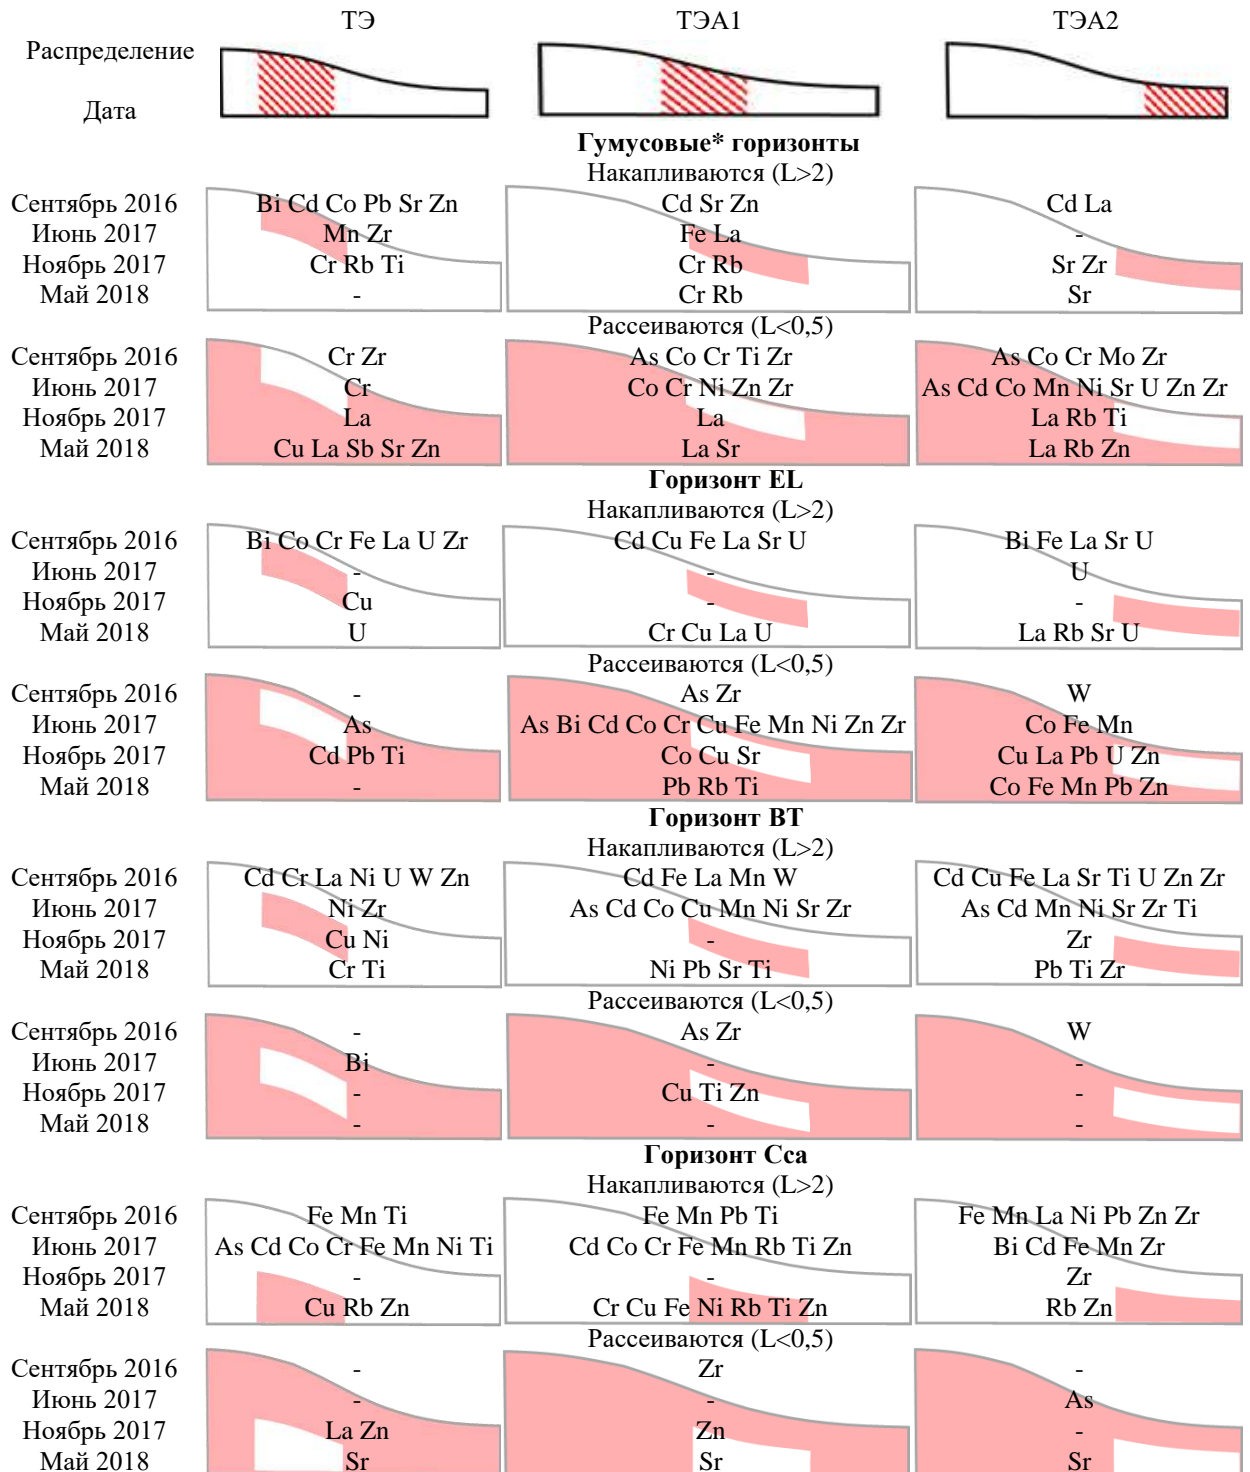 ТЭ ТЭА1 ТЭА2
Распределение
Дата
Гумусовые* горизонты
Накапливаются (L>2)
Сентябрь 2016 Bi Cd Co Pb Sr Zn Cd Sr Zn Cd La
Июнь 2017 Mn Zr Fe La -
Ноябрь 2017 Cr Rb Ti Cr Rb Sr Zr
Май 2018 - Cr Rb Sr
Рассеиваются (L<0,5)
Сентябрь 2016 Cr Zr As Co Cr Ti Zr As Co Cr Mo Zr
Июнь 2017 Cr Co Cr Ni Zn Zr As Cd Co Mn Ni Sr U Zn Zr
Ноябрь 2017 La La La Rb Ti
Май 2018 Cu La Sb Sr Zn La Sr La Rb Zn
Горизонт EL
Накапливаются (L>2)
Сентябрь 2016 Bi Co Cr Fe La U Zr Cd Cu Fe La Sr U Bi Fe La Sr U
Июнь 2017 - - U
Ноябрь 2017 Cu - -
Май 2018 U Cr Cu La U La Rb Sr U
Рассеиваются (L<0,5)
Сентябрь 2016 - As Zr W
Июнь 2017 As As Bi Cd Co Cr Cu Fe Mn Ni Zn Zr Co Fe Mn
Ноябрь 2017 Cd Pb Ti Co Cu Sr Cu La Pb U Zn
Май 2018 - Pb Rb Ti Co Fe Mn Pb Zn
Горизонт BT
Накапливаются (L>2)
Сентябрь 2016 Cd Cr La Ni U W Zn Cd Fe La Mn W Cd Cu Fe La Sr Ti U Zn Zr
Июнь 2017 Ni Zr As Cd Co Cu Mn Ni Sr Zr As Cd Mn Ni Sr Zr Ti
Ноябрь 2017 Cu Ni - Zr
Май 2018 Cr Ti Ni Pb Sr Ti Pb Ti Zr
Рассеиваются (L<0,5)
Сентябрь 2016 - As Zr W
Июнь 2017 Bi - -
Ноябрь 2017 - Cu Ti Zn -
Май 2018 - - -
Горизонт Cca
Накапливаются (L>2)
Сентябрь 2016 Fe Mn Ti Fe Mn Pb Ti Fe Mn La Ni Pb Zn Zr
Июнь 2017 As Cd Co Cr Fe Mn Ni Ti Cd Co Cr Fe Mn Rb Ti Zn Bi Cd Fe Mn Zr
Ноябрь 2017 - - Zr
Май 2018 Cu Rb Zn Cr Cu Fe Ni Rb Ti Zn Rb Zn
Рассеиваются (L<0,5)
Сентябрь 2016 - Zr -
Июнь 2017 - - As
Ноябрь 2017 La Zn Zn -
Май 2018 Sr Sr Sr